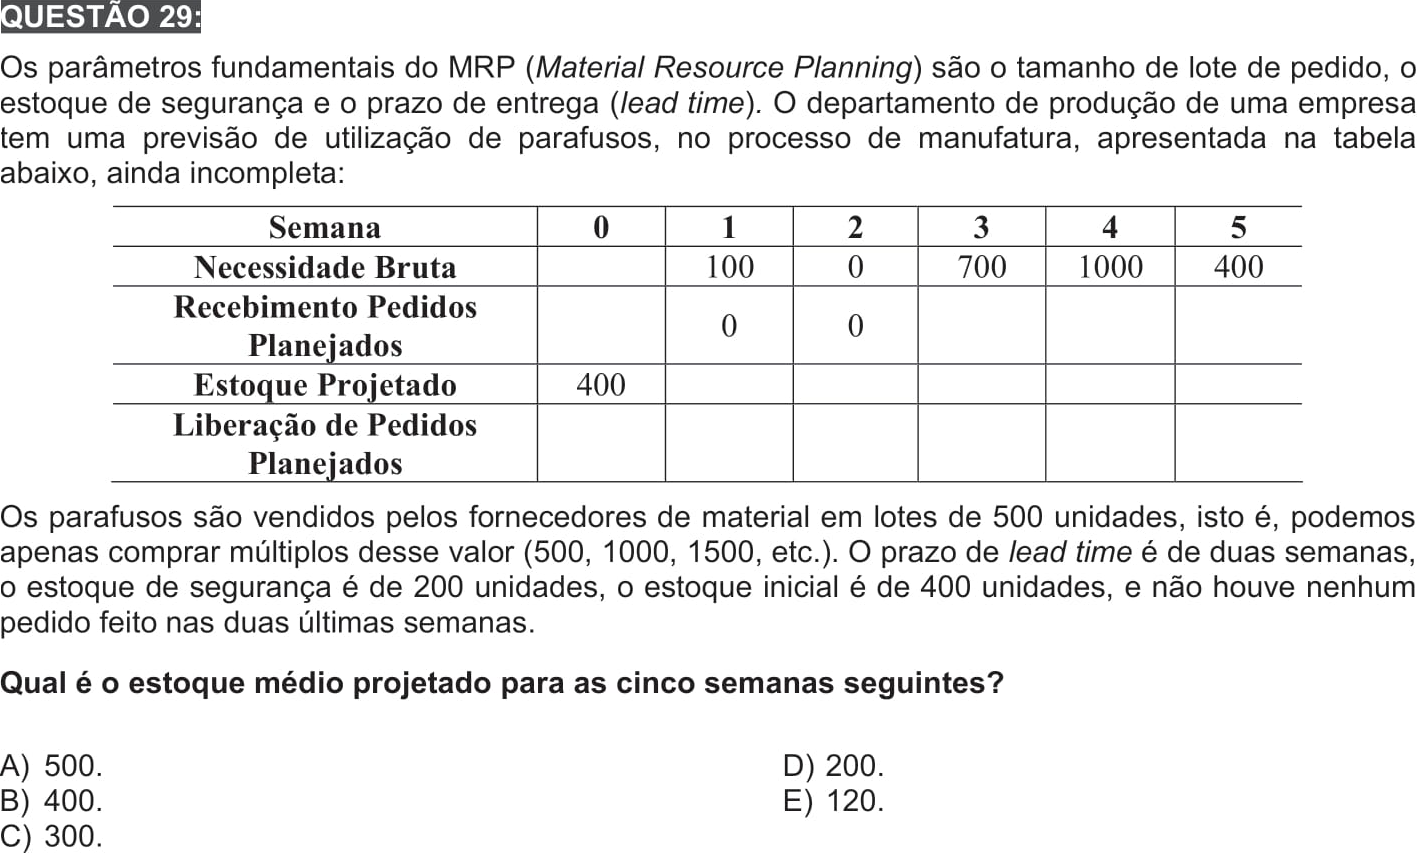 QUESTÃO 29:
Os parâmetros fundamentais do MRP (Material Resource Planning) são o tamanho de lote de pedido, o
estoque de segurança e o prazo de entrega (lead time). O departamento de produção de uma empresa
tem uma previsão de utilização de parafusos, no processo de manufatura, apresentada na tabela
abaixo, ainda incompleta:
Semana 0 1 2 3 4 5
Necessidade Bruta 100 0 700 1000 400
Recebimento Pedidos
Planejados 0 0
Estoque Projetado 400
Liberação de Pedidos
Planejados
Os parafusos são vendidos pelos fornecedores de material em lotes de 500 unidades, isto é, podemos
apenas comprar múltiplos desse valor (500, 1000, 1500, etc.). O prazo de lead time é de duas semanas,
o estoque de segurança é de 200 unidades, o estoque inicial é de 400 unidades, e não houve nenhum
pedido feito nas duas últimas semanas.
Qual é o estoque médio projetado para as cinco semanas seguintes?
A) 500.
B) 400.
C) 300.
D) 200.
E) 120.